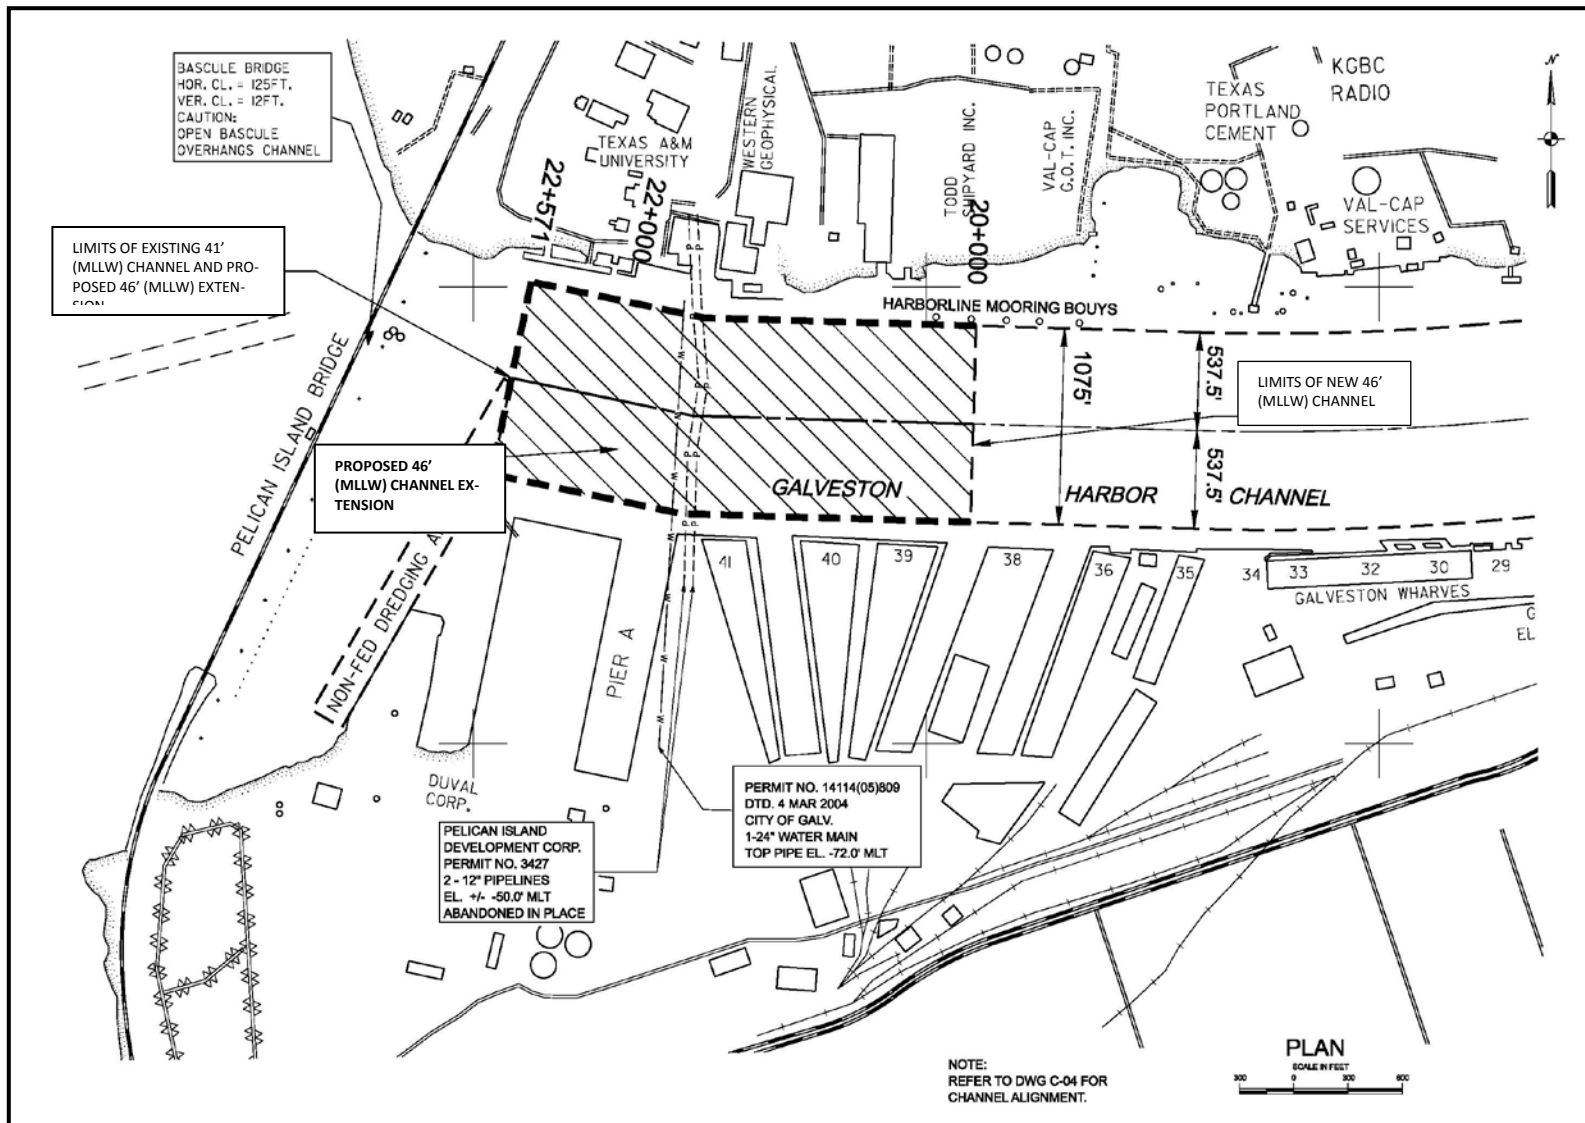 BASCULE BRIDGE
HOR. CL. = 125FT.
VER. CL. = 12FT.
CAUTION:
OPEN BASCULE
OVERHANGS CHANNEL
LIMITS OF EXISTING 41’
(MLLW) CHANNEL AND PRO-
POSED 46’ (MLLW) EXTEN-
SION
TEXAS A&M
UNIVERSITY
WESTERN
GEOPHYSICAL
TODD
SHIPYARD INC.
VAL-CAP
G.O.T. INC.
TEXAS
PORTLAND
CEMENT
KGBC
RADIO
VAL-CAP
SERVICES
N
22+571
22+000
20+000
HARBORLINE MOORING BOUYS
1075'
537.5'
537.5'
LIMITS OF NEW 46’
(MLLW) CHANNEL
PELICAN ISLAND BRIDGE
PROPOSED 46’
(MLLW) CHANNEL EX-
TENSION
GALVESTON HARBOR CHANNEL
NON-FED DREDGING
PIER A
41
40
39
38
36
35
34
33
32
30
29
GALVESTON WHARVES
G
EL
P
P
P
P
P
P
W
W
W
W
W
W
DUVAL
CORP.
PELICAN ISLAND
DEVELOPMENT CORP.
PERMIT NO. 3427
2 - 12" PIPELINES
EL. +/- -50.0' MLT
ABANDONED IN PLACE
PERMIT NO. 14114(05)809
DTD. 4 MAR 2004
CITY OF GALV.
1-24" WATER MAIN
TOP PIPE EL. -72.0' MLT
NOTE:
REFER TO DWG C-04 FOR
CHANNEL ALIGNMENT.
PLAN
SCALE IN FEET
300 0 300 600